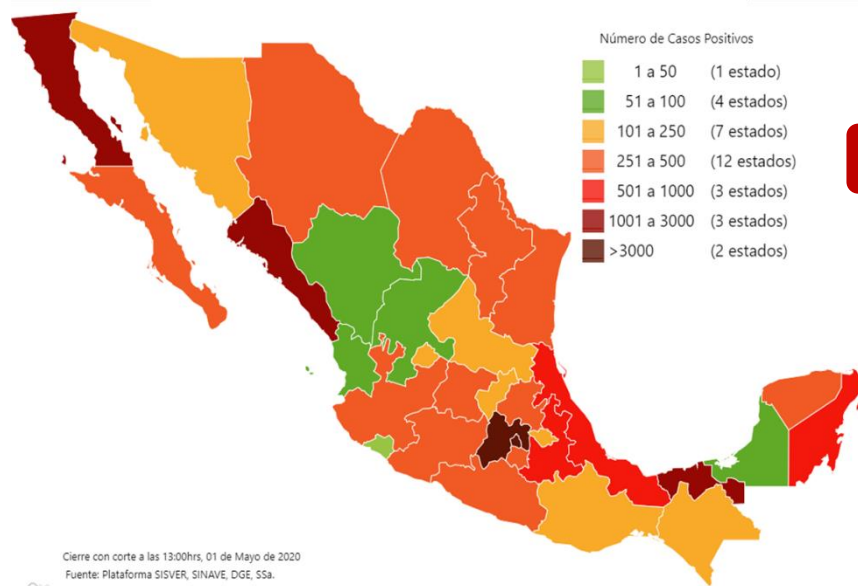 Número de Casos Positivos
1 a 50 (1 estado)
51 a 100 (4 estados)
101 a 250 (7 estados)
251 a 500 (12 estados)
501 a 1000 (3 estados)
1001 a 3000 (3 estados)
>3000 (2 estados)
Cierre con corte a las 13:00hrs, 01 de Mayo de 2020
Fuente: Plataforma SISVER, SINAVE, DGE, SSa.